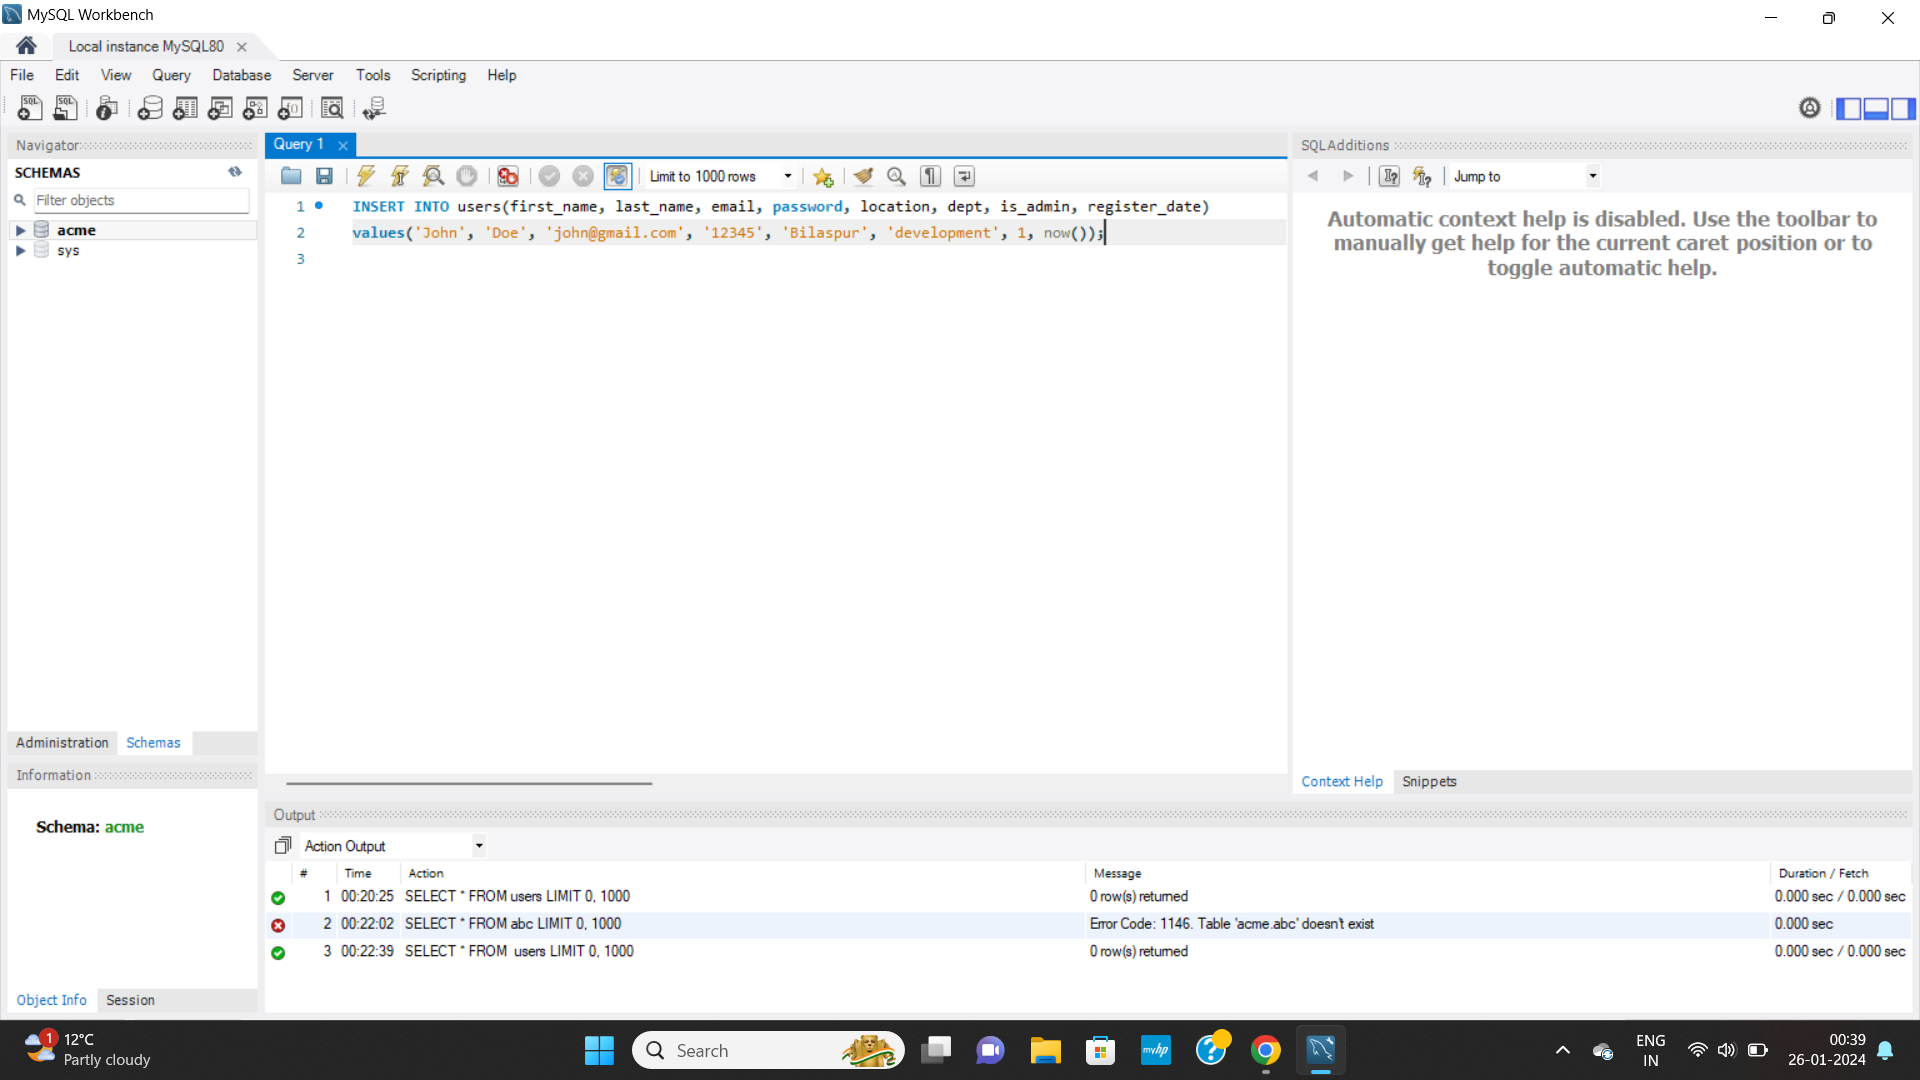 MySQL Workbench
Local instance MySQL80
File Edit View Query Database Server Tools Scripting Help
Navigator
SCHEMAS
Filter objects
acme
sys
Administration Schemas
Information
Schema: acme
Object Info Session
Query 1
Limit to 1000 rows
1 INSERT INTO users(first_name, last_name, email, password, location, dept, is_admin, register_date)
2 values('John', 'Doe', 'john@gmail.com', '12345', 'Bilaspur', 'development', 1, now());
3
SQLAdditions
Jump to
Automatic context help is disabled. Use the toolbar to
manually get help for the current caret position or to
toggle automatic help.
Context Help Snippets
Output
Action Output
# Time Action Message Duration / Fetch
1 00:20:25 SELECT * FROM users LIMIT 0, 1000 0 row(s) returned 0.000 sec / 0.000 sec
2 00:22:02 SELECT * FROM abc LIMIT 0, 1000 Error Code: 1146. Table 'acme.abc' doesn't exist 0.000 sec
3 00:22:39 SELECT * FROM  users LIMIT 0, 1000 0 row(s) returned 0.000 sec / 0.000 sec
1
12°C
Partly cloudy
Search
myhp
ENG
IN
00:39
26-01-2024